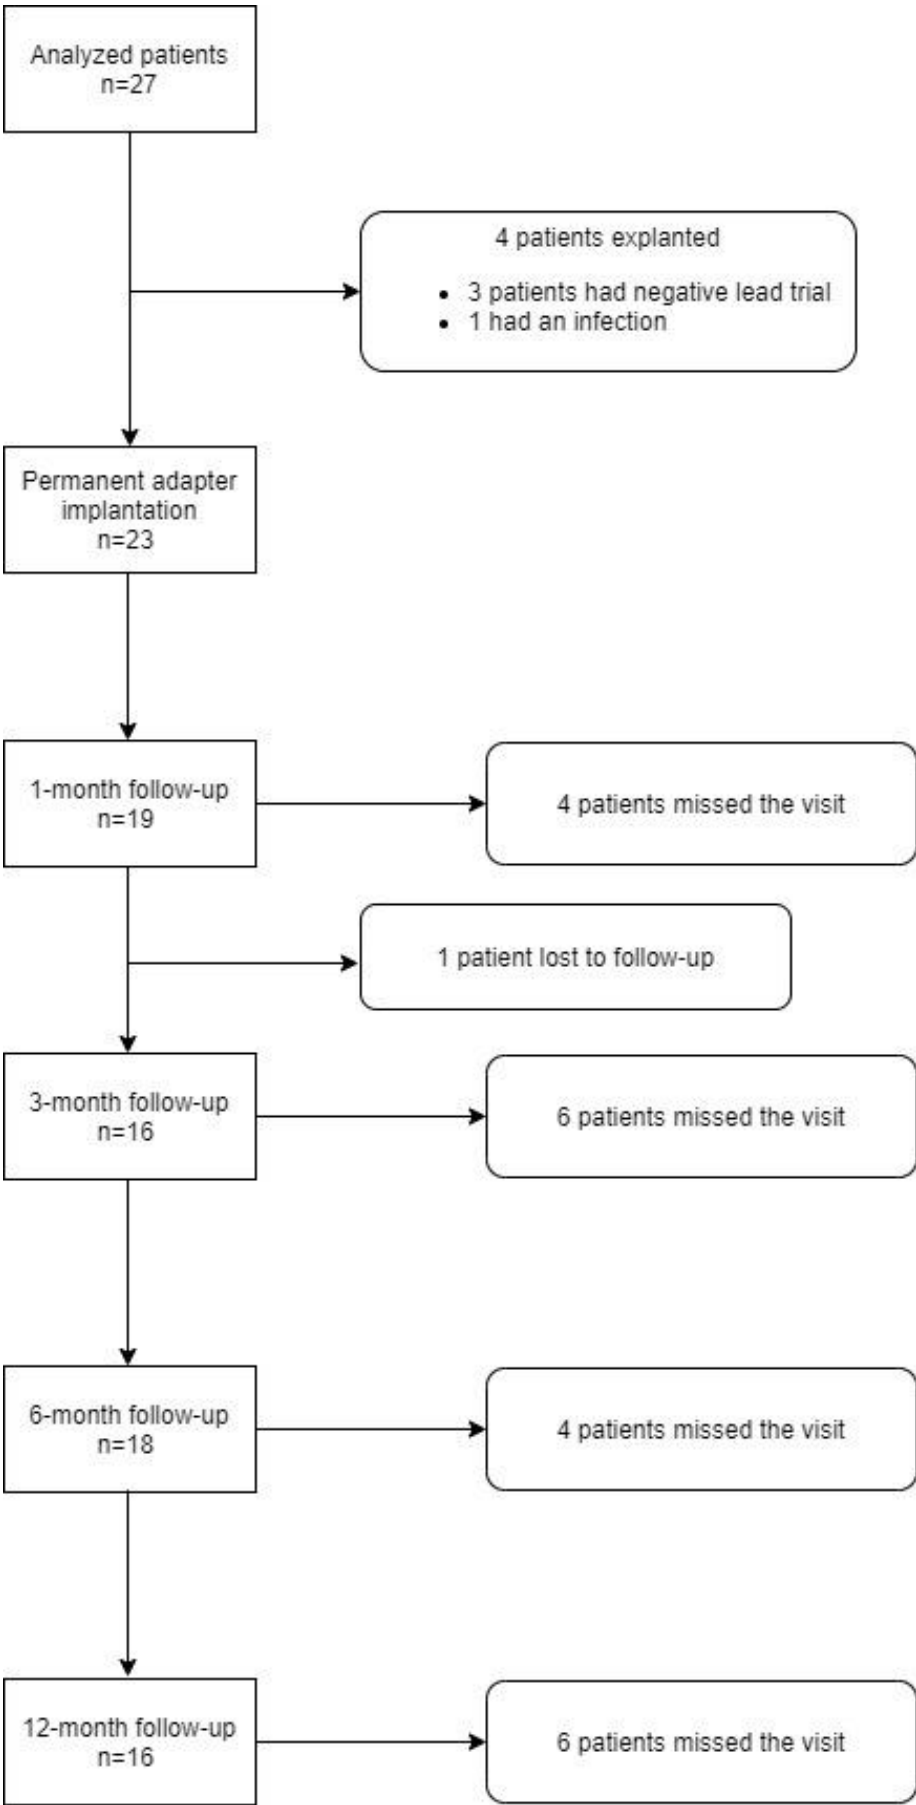 Analyzed patients
n=27
4 patients explanted
• 3 patients had negative lead trial
• 1 had an infection
Permanent adapter
implantation
n=23
1-month follow-up
n=19
4 patients missed the visit
1 patient lost to follow-up
3-month follow-up
n=16
6 patients missed the visit
6-month follow-up
n=18
4 patients missed the visit
12-month follow-up
n=16
6 patients missed the visit